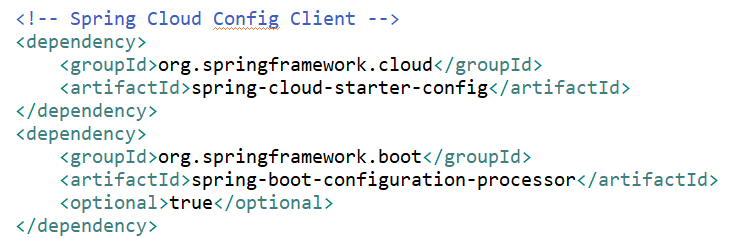 <!-- Spring Cloud Config Client -->
<dependency>
    <groupId>org.springframework.cloud</groupId>
    <artifactId>spring-cloud-starter-config</artifactId>
</dependency>
<dependency>
    <groupId>org.springframework.boot</groupId>
    <artifactId>spring-boot-configuration-processor</artifactId>
    <optional>true</optional>
</dependency>